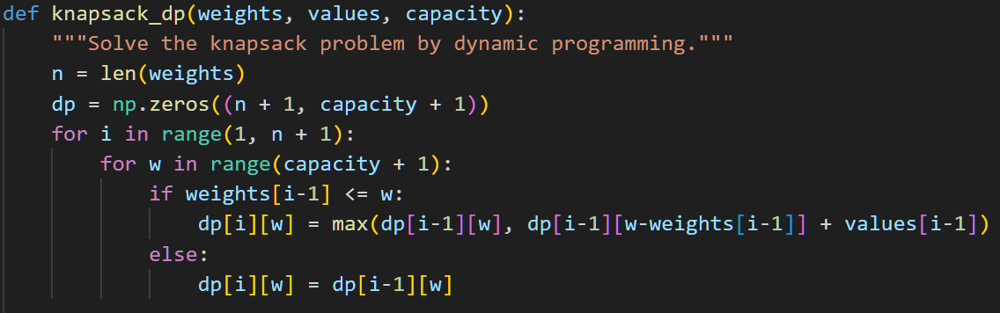 def knapsack_dp(weights, values, capacity):
    """Solve the knapsack problem by dynamic programming."""
    n = len(weights)
    dp = np.zeros((n + 1, capacity + 1))
    for i in range(1, n + 1):
        for w in range(capacity + 1):
            if weights[i-1] <= w:
                dp[i][w] = max(dp[i-1][w], dp[i-1][w-weights[i-1]] + values[i-1])
            else:
                dp[i][w] = dp[i-1][w]